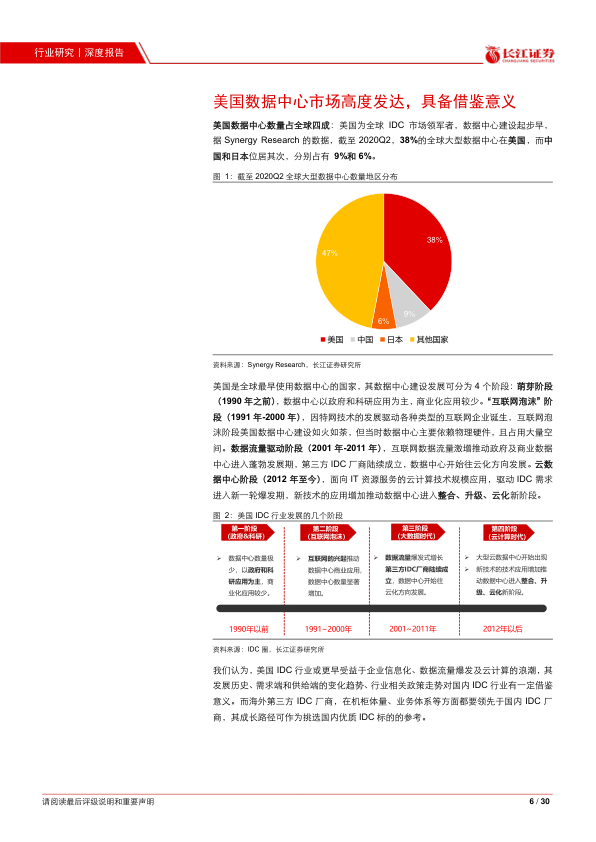 行业研究丨深度报告
长江证券
CHANGJIANG SECURITIES
美国数据中心市场高度发达，具备借鉴意义
美国数据中心数量占全球四成：美国为全球 IDC 市场领军者，数据中心建设起步早，
据 Synergy Research 的数据，截至 2020Q2，38%的全球大型数据中心在美国，而中
国和日本位居其次，分别占有 9%和 6%。
图 1：截至 2020Q2 全球大型数据中心数量地区分布
38%
47%
9%
6%
美国 中国 日本 其他国家
资料来源：Synergy Research，长江证券研究所
美国是全球最早使用数据中心的国家，其数据中心建设发展可分为 4 个阶段：萌芽阶段
（1990 年之前），数据中心以政府和科研应用为主，商业化应用较少。“互联网泡沫” 阶
段（1991 年-2000 年），因特网技术的发展驱动各种类型的互联网企业诞生，互联网泡
沫阶段美国数据中心建设如火如荼，但当时数据中心主要依赖物理硬件，且占用大量空
间。数据流量驱动阶段（2001 年-2011 年），互联网数据流量激增推动政府及商业数据
中心进入蓬勃发展期，第三方 IDC 厂商陆续成立，数据中心开始往云化方向发展。云数
据中心阶段（2012 年至今），面向 IT 资源服务的云计算技术规模应用，驱动 IDC 需求
进入新一轮爆发期，新技术的应用增加推动数据中心进入整合、升级、云化新阶段。
图 2：美国 IDC 行业发展的几个阶段
第一阶段
（政府&科研）
第二阶段
（互联网泡沫）
第三阶段
（大数据时代）
第四阶段
（云计算时代）
➢ 数据中心数量极
少，以政府和科
研应用为主，商
业化应用较少。
➢ 互联网的兴起推动
数据中心商业应用，
数据中心数量显著
增加。
➢ 数据流量爆发式增长
第三方IDC厂商陆续成
立，数据中心开始往
云化方向发展。
➢ 大型云数据中心开始出现
➢ 新技术的技术应用增加推
动数据中心进入整合、升
级、云化新阶段。
1990年以前
1991~2000年
2001~2011年
2012年以后
资料来源：IDC 圈，长江证券研究所
我们认为，美国 IDC 行业或更早受益于企业信息化、数据流量爆发及云计算的浪潮，其
发展历史、需求端和供给端的变化趋势、行业相关政策走势对国内 IDC 行业有一定借鉴
意义。而海外第三方 IDC 厂商，在机柜体量、业务体系等方面都要领先于国内 IDC 厂
商，其成长路径可作为挑选国内优质 IDC 标的的参考。
请阅读最后评级说明和重要声明
6 / 30